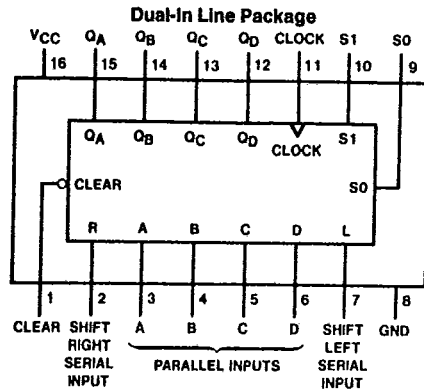 Dual-In Line Package
VCC QA QB QC QD CLOCK S1 S0
16 15 14 13 12 11 10 9
QA QB QC QD CLOCK S1
CLEAR S0
R A B C D L
1 2 3 4 5 6 7 8
CLEAR SHIFT RIGHT SERIAL INPUT
A B C D
PARALLEL INPUTS
SHIFT LEFT SERIAL INPUT
GND